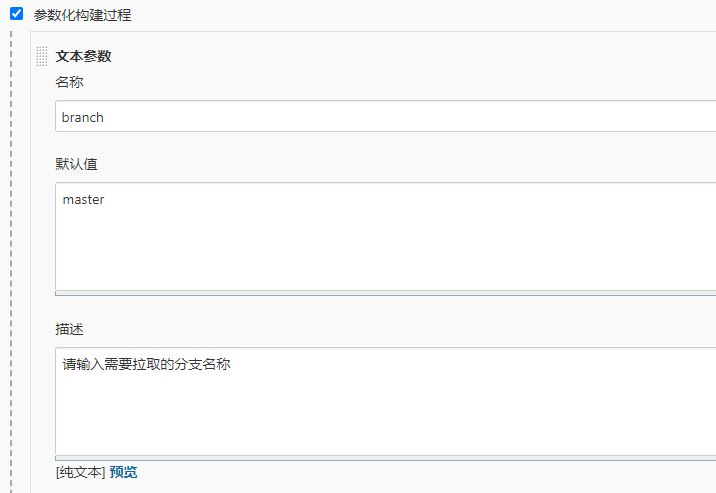 参数化构建过程
文本参数
名称
branch
默认值
master
描述
请输入需要拉取的分支名称
[纯文本] 预览